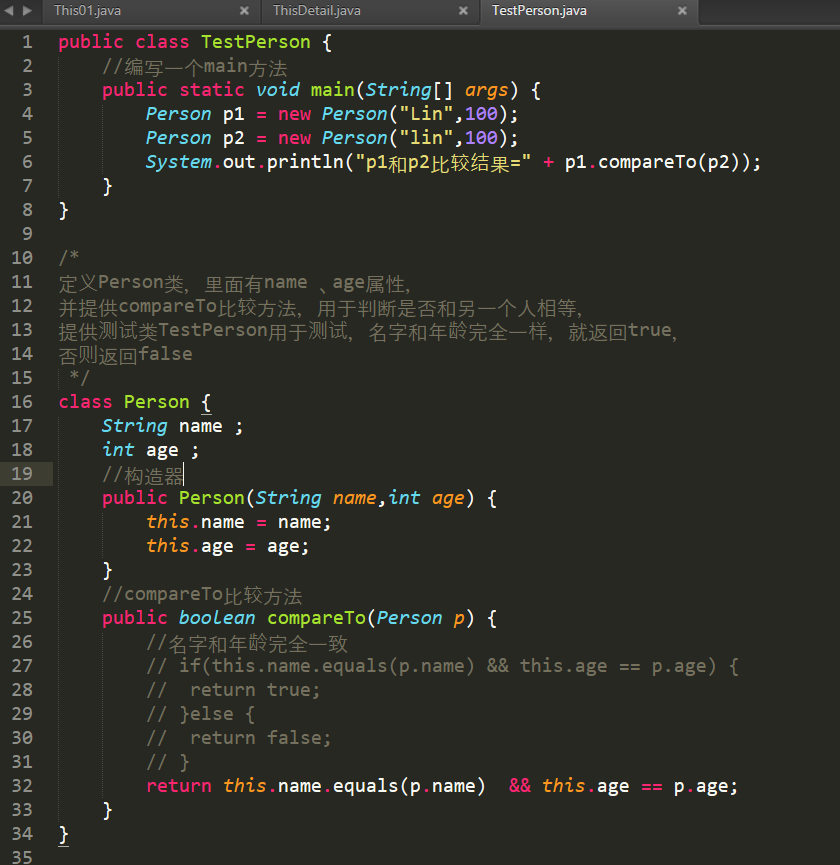 This01.java
ThisDetail.java
TestPerson.java
1 public class TestPerson {
2 //编写一个main方法
3 public static void main(String[] args) {
4 Person p1 = new Person("Lin",100);
5 Person p2 = new Person("lin",100);
6 System.out.println("p1和p2比较结果=" + p1.compareTo(p2));
7 }
8 }
9
10 /*
11 定义Person类，里面有name 、age属性，
12 并提供compareTo比较方法，用于判断是否和另一个人相等，
13 提供测试类TestPerson用于测试，名字和年龄完全一样，就返回true，
14 否则返回false
15 */
16 class Person {
17 String name ;
18 int age ;
19 //构造器
20 public Person(String name,int age) {
21 this.name = name;
22 this.age = age;
23 }
24 //compareTo比较方法
25 public boolean compareTo(Person p) {
26 //名字和年龄完全一致
27 // if(this.name.equals(p.name) && this.age == p.age) {
28 // return true;
29 // }else {
30 // return false;
31 // }
32 return this.name.equals(p.name) && this.age == p.age;
33 }
34 }
35